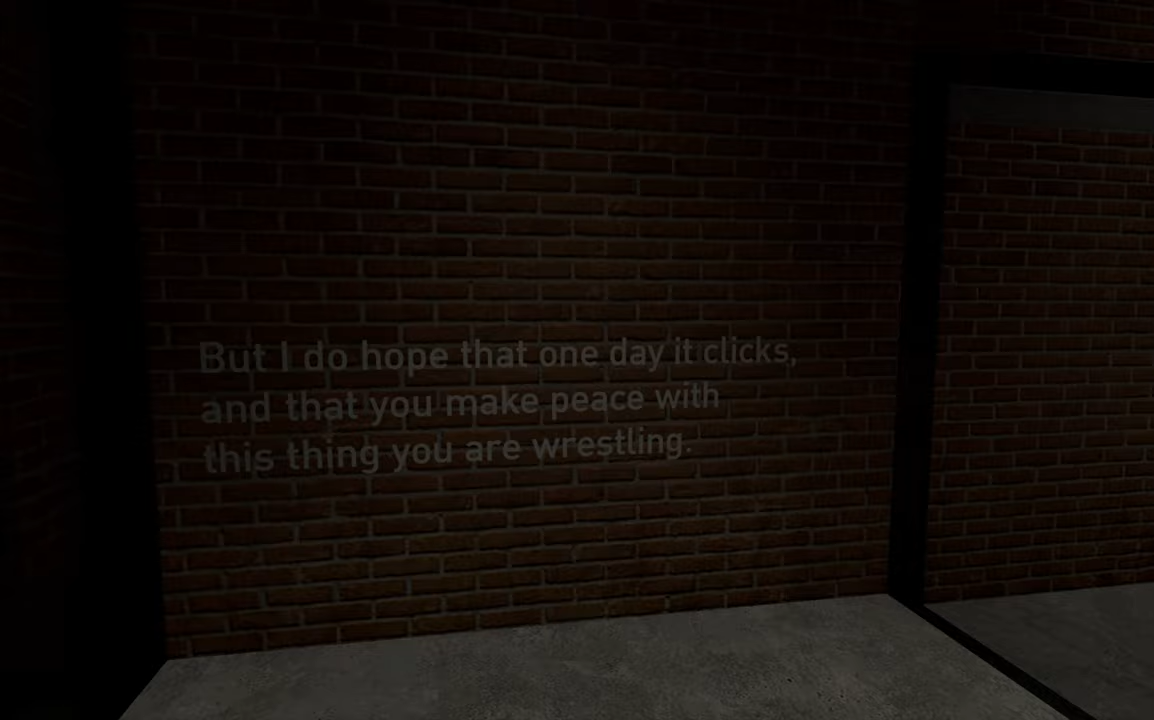 But I do hope that one day it clicks,
and that you make peace with
this thing you are wrestling.